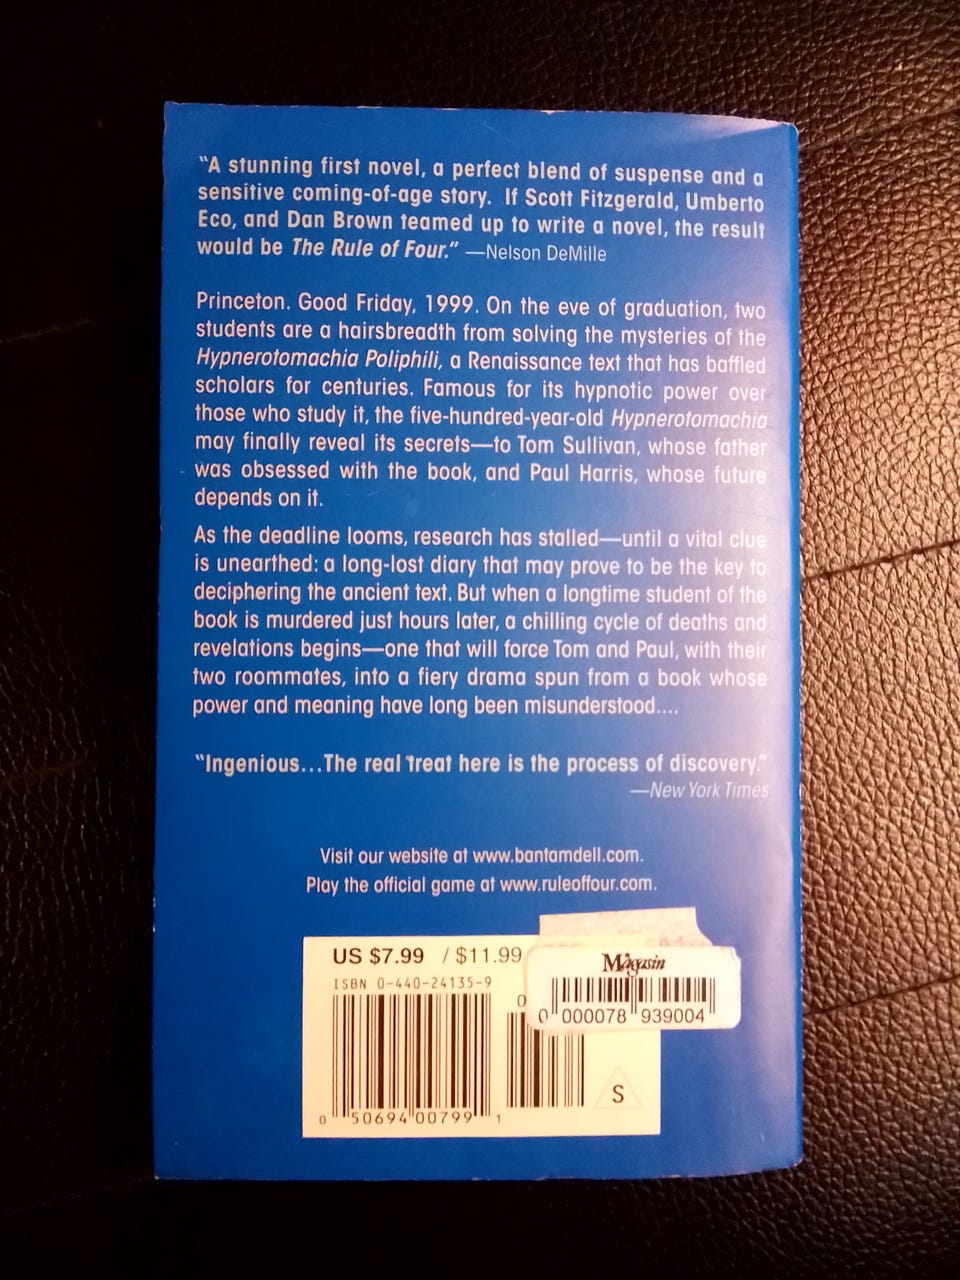 "A stunning first novel, a perfect blend of suspense and a
sensitive coming-of-age story. If Scott Fitzgerald, Umberto
Eco, and Dan Brown teamed up to write a novel, the result
would be The Rule of Four." —Nelson DeMille
Princeton. Good Friday, 1999. On the eve of graduation, two
students are a hairsbreadth from solving the mysteries of the
Hypnerotomachia Poliphili, a Renaissance text that has baffled
scholars for centuries. Famous for its hypnotic power over
those who study it, the five-hundred-year-old Hypnerotomachia
may finally reveal its secrets—to Tom Sullivan, whose father
was obsessed with the book, and Paul Harris, whose future
depends on it.
As the deadline looms, research has stalled—until a vital clue
is unearthed: a long-lost diary that may prove to be the key to
deciphering the ancient text. But when a longtime student of the
book is murdered just hours later, a chilling cycle of deaths and
revelations begins—one that will force Tom and Paul, with their
two roommates, into a fiery drama spun from a book whose
power and meaning have long been misunderstood....
"Ingenious...The real treat here is the process of discovery."
—New York Times
Visit our website at www.bantamdell.com.
Play the official game at www.ruleoffour.com.
US $7.99 / $11.99
ISBN 0-440-24135-9
Magasin
0
0 000078 939004
S
0 50694 00799 1